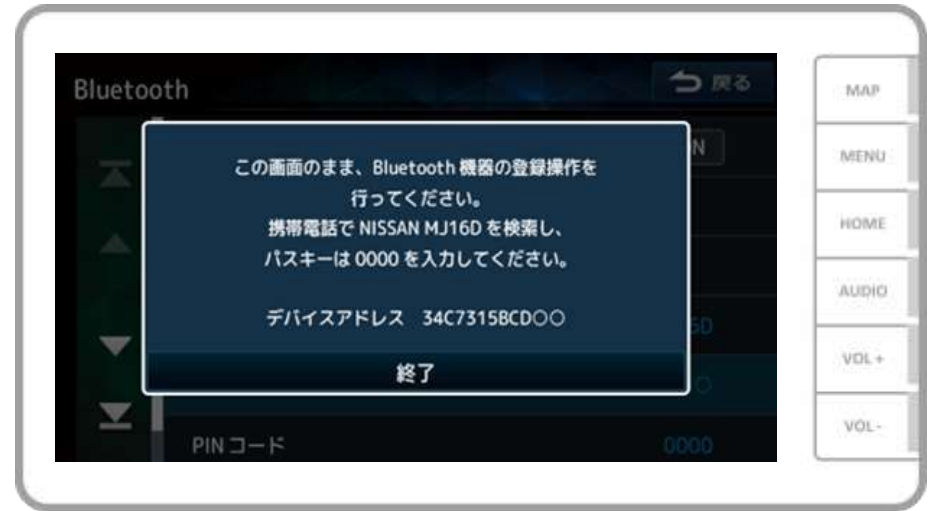 Bluetooth
戻る
N
この画面のまま、Bluetooth 機器の登録操作を
行ってください。
携帯電話で NISSAN MJ16D を検索し、
パスキーは 0000 を入力してください。
デバイスアドレス 34C7315BCD○○
6D
○
終了
PIN コード 0000
MAP
MENU
HOME
AUDIO
VOL +
VOL -